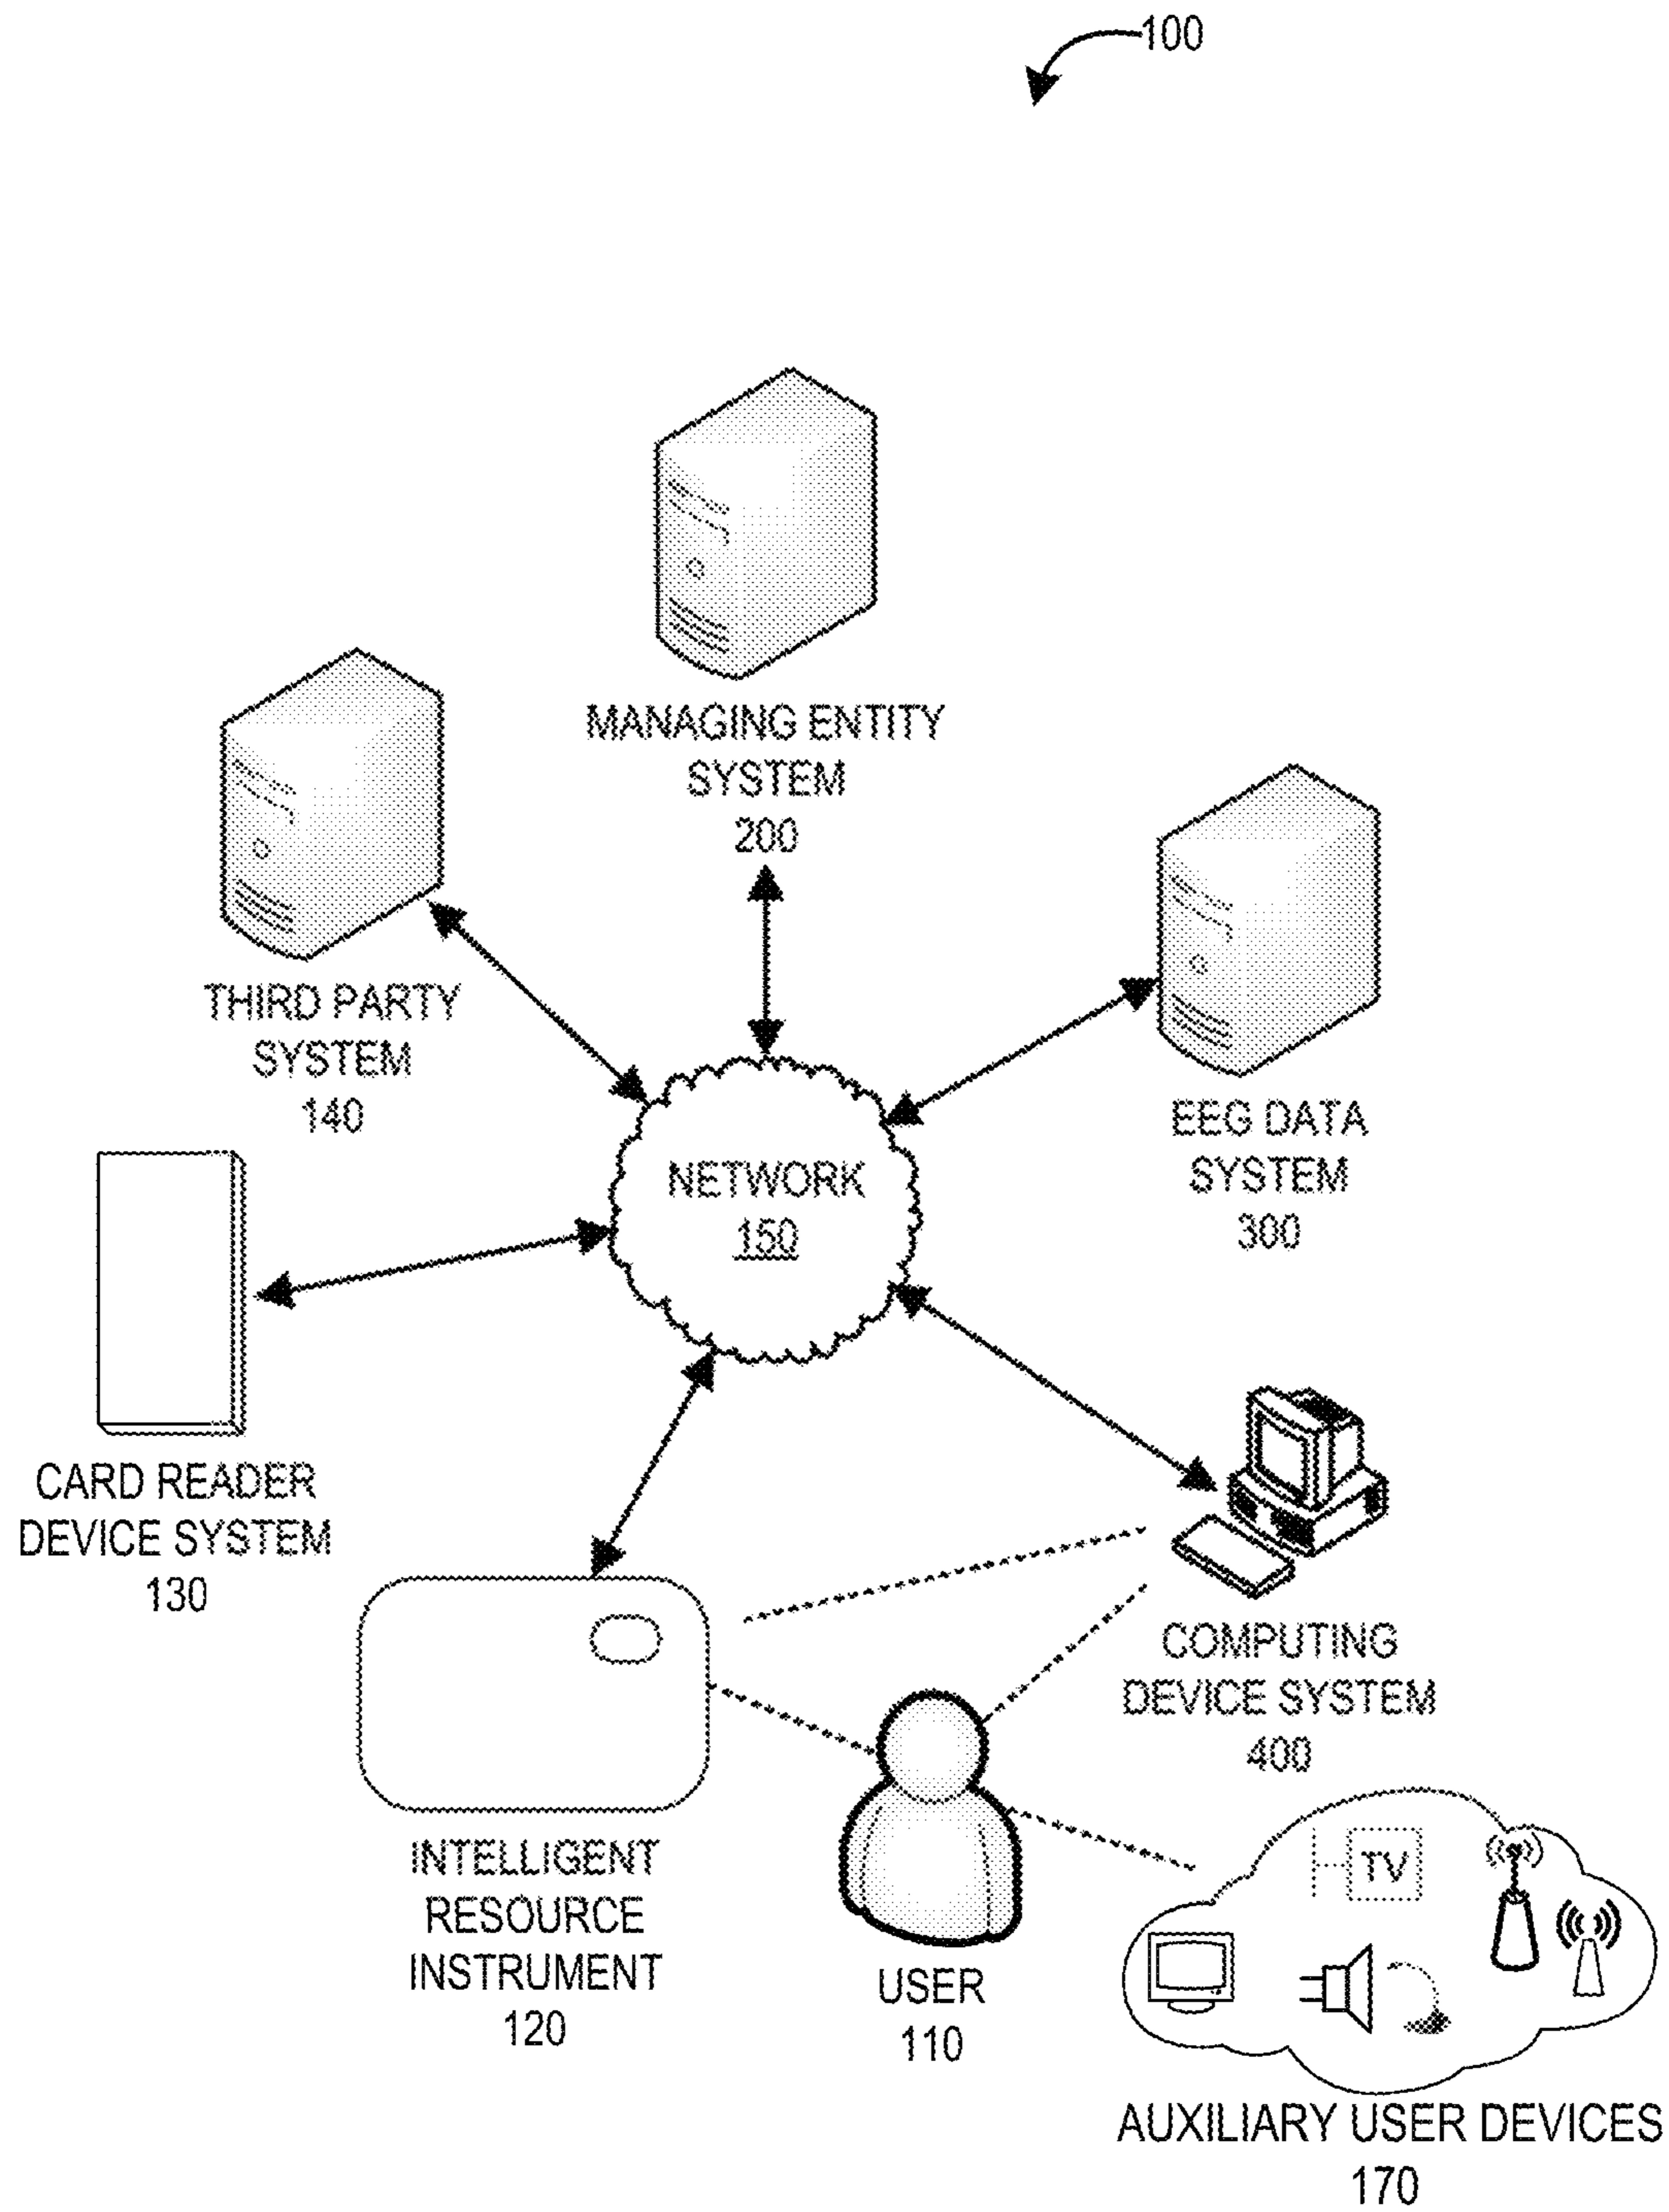 100
MANAGING ENTITY
SYSTEM
200
THIRD PARTY
SYSTEM
140
EEG DATA
SYSTEM
300
NETWORK
150
CARD READER
DEVICE SYSTEM
130
COMPUTING
DEVICE SYSTEM
400
INTELLIGENT
RESOURCE
INSTRUMENT
120
USER
110
TV
AUXILIARY USER DEVICES
170